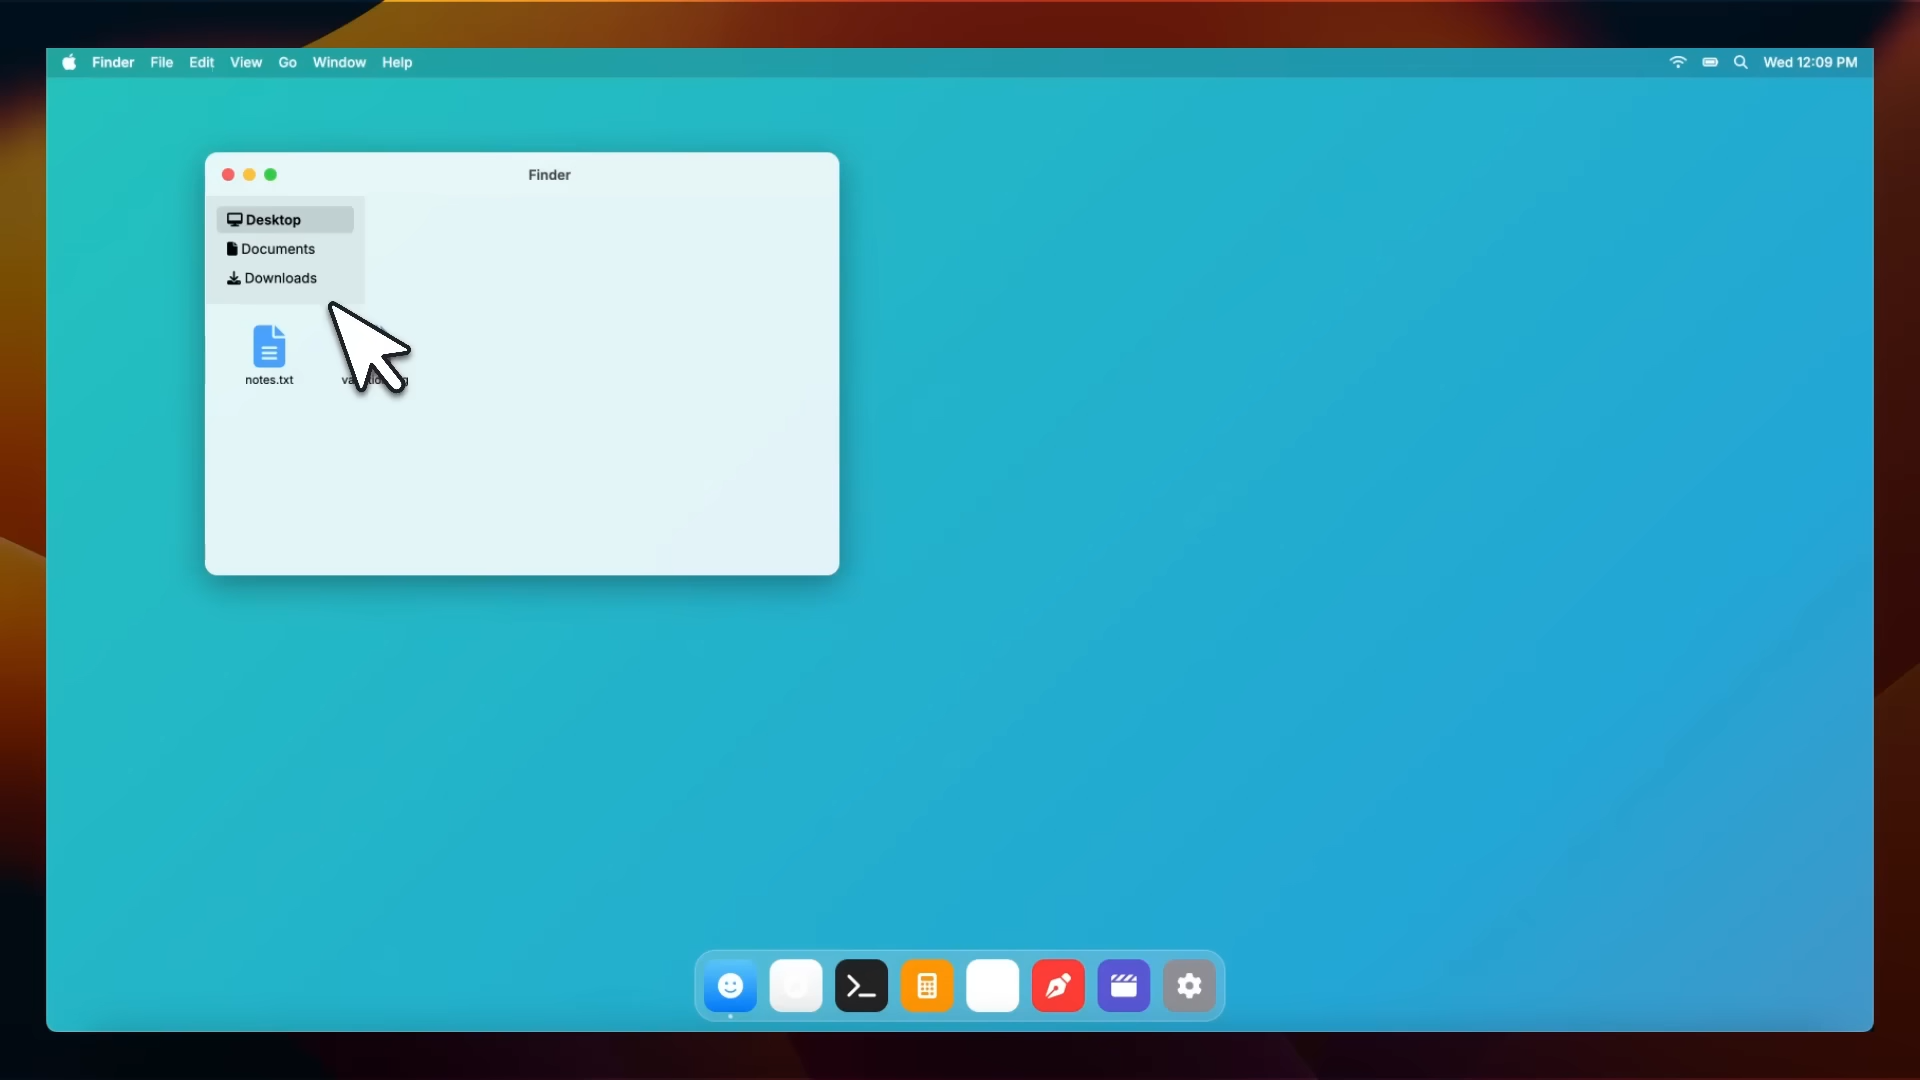 Finder File Edit View Go Window Help
Wed 12:09 PM
Finder
Desktop
Documents
Downloads
notes.txt